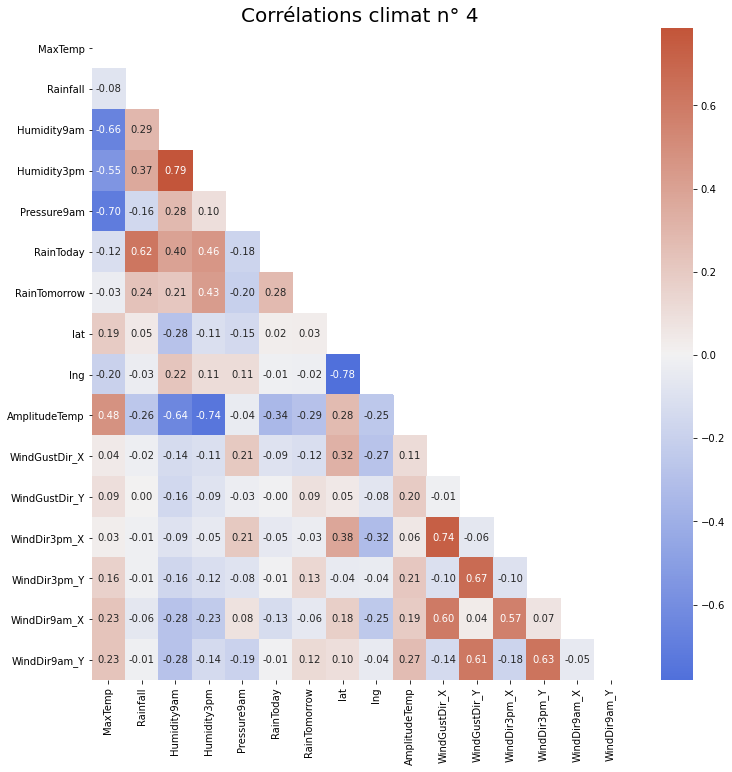 Corrélations climat n° 4
MaxTemp
Rainfall -0.08
Humidity9am -0.66 0.29
Humidity3pm -0.55 0.37 0.79
Pressure9am -0.70 -0.16 0.28 0.10
RainToday -0.12 0.62 0.40 0.46 -0.18
RainTomorrow -0.03 0.24 0.21 0.43 -0.20 0.28
lat 0.19 0.05 -0.28 -0.11 -0.15 0.02 0.03
lng -0.20 -0.03 0.22 0.11 0.11 -0.01 -0.02 -0.78
AmplitudeTemp 0.48 -0.26 -0.64 -0.74 -0.04 -0.34 -0.29 0.28 -0.25
WindGustDir_X 0.04 -0.02 -0.14 -0.11 0.21 -0.09 -0.12 0.32 -0.27 0.11
WindGustDir_Y 0.09 0.00 -0.16 -0.09 -0.03 -0.00 0.09 0.05 -0.08 0.20 -0.01
WindDir3pm_X 0.03 -0.01 -0.09 -0.05 0.21 -0.05 -0.03 0.38 -0.32 0.06 0.74 -0.06
WindDir3pm_Y 0.16 -0.01 -0.16 -0.12 -0.08 -0.01 0.13 -0.04 -0.04 0.21 -0.10 0.67 -0.10
WindDir9am_X 0.23 -0.06 -0.28 -0.23 0.08 -0.13 -0.06 0.18 -0.25 0.19 0.60 0.04 0.57 0.07
WindDir9am_Y 0.23 -0.01 -0.28 -0.14 -0.19 -0.01 0.12 0.10 -0.04 0.27 -0.14 0.61 -0.18 0.63 -0.05
MaxTemp
Rainfall
Humidity9am
Humidity3pm
Pressure9am
RainToday
RainTomorrow
lat
lng
AmplitudeTemp
WindGustDir_X
WindGustDir_Y
WindDir3pm_X
WindDir3pm_Y
WindDir9am_X
WindDir9am_Y
0.6
0.4
0.2
0.0
-0.2
-0.4
-0.6